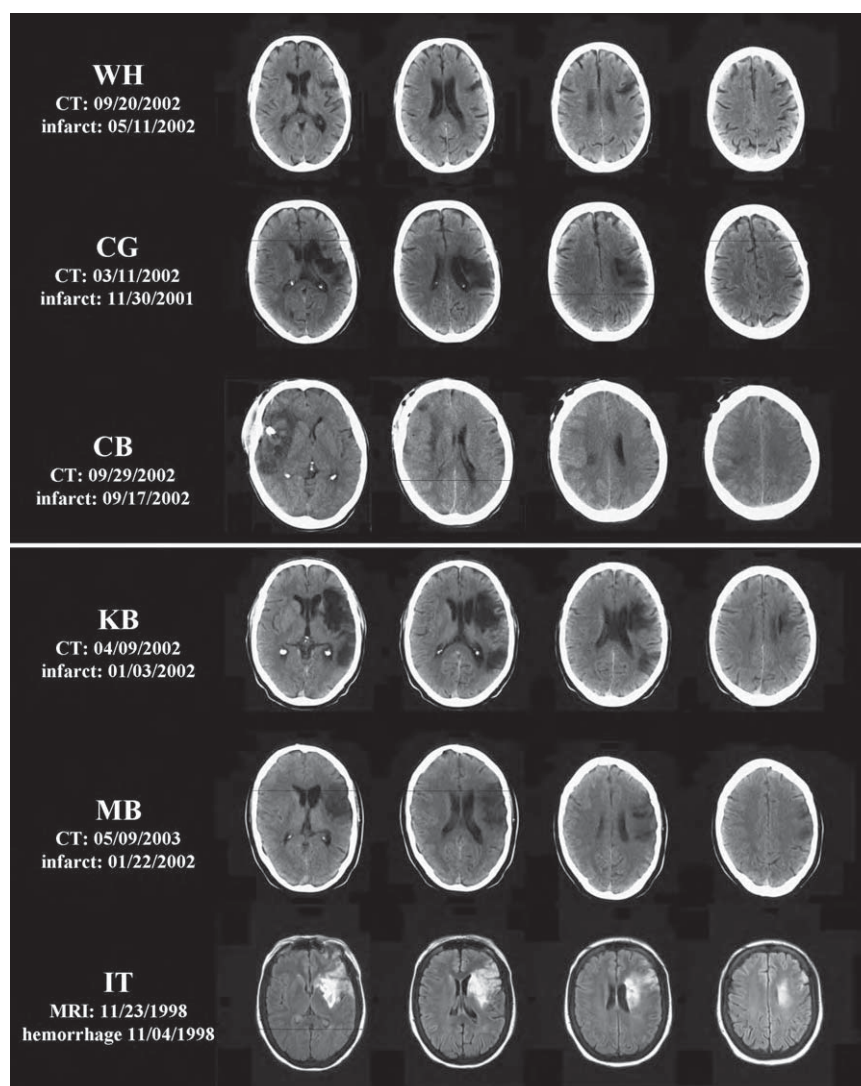 WH
CT: 09/20/2002
infarct: 05/11/2002
CG
CT: 03/11/2002
infarct: 11/30/2001
CB
CT: 09/29/2002
infarct: 09/17/2002
KB
CT: 04/09/2002
infarct: 01/03/2002
MB
CT: 05/09/2003
infarct: 01/22/2002
IT
MRI: 11/23/1998
hemorrhage 11/04/1998